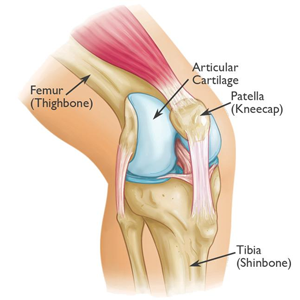 Articular
Cartilage
Femur
(Thighbone)
Patella
(Kneecap)
Tibia
(Shinbone)